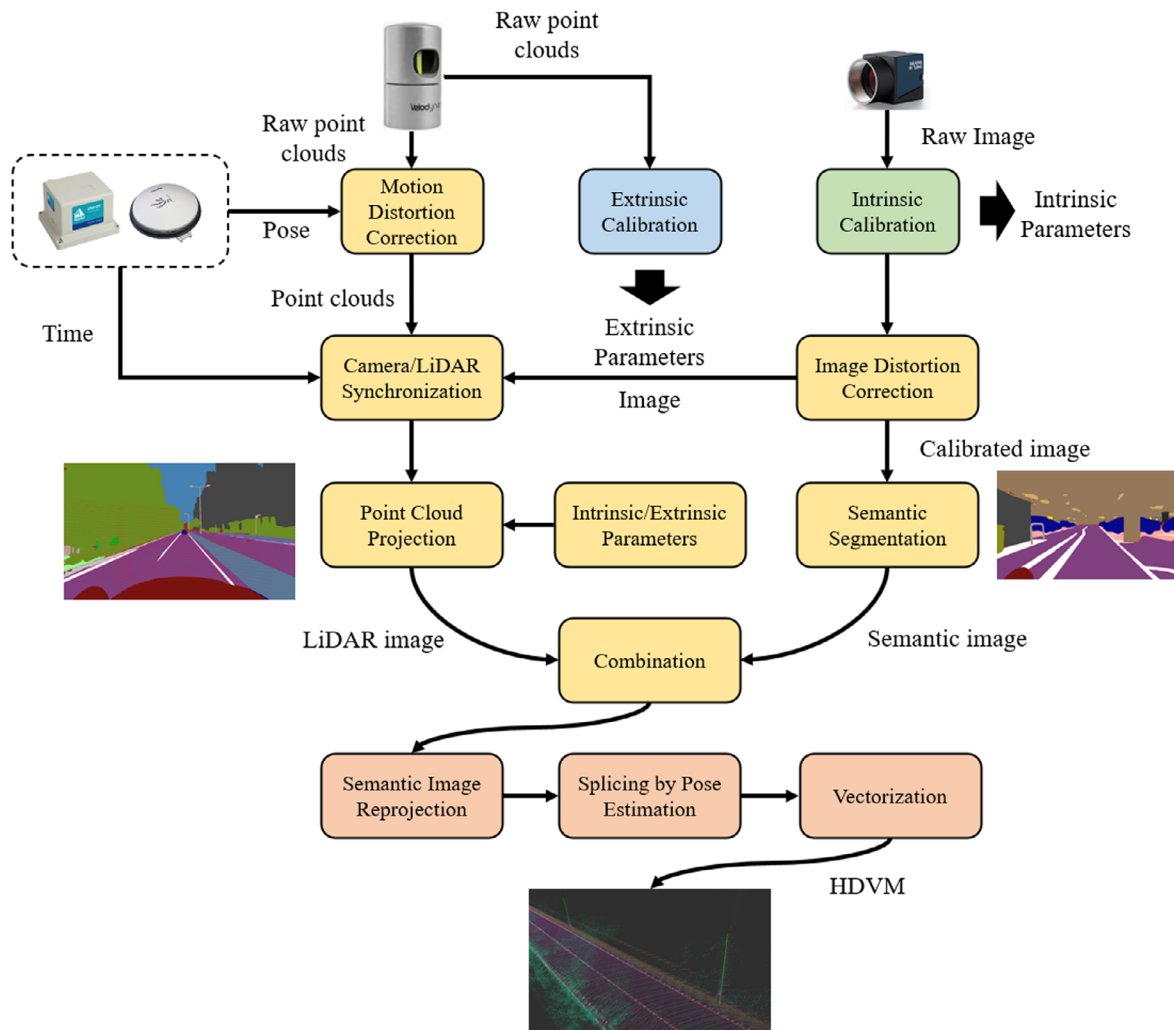 Raw point
clouds
Velodyne
Raw point
clouds
Raw Image
Motion
Distortion
Correction
Extrinsic
Calibration
Intrinsic
Calibration
Intrinsic
Parameters
Pose
Point clouds
Time
Extrinsic
Parameters
Camera/LiDAR
Synchronization
Image
Image Distortion
Correction
Calibrated image
Point Cloud
Projection
Intrinsic/Extrinsic
Parameters
Semantic
Segmentation
LiDAR image
Combination
Semantic image
Semantic Image
Reprojection
Splicing by Pose
Estimation
Vectorization
HDVM